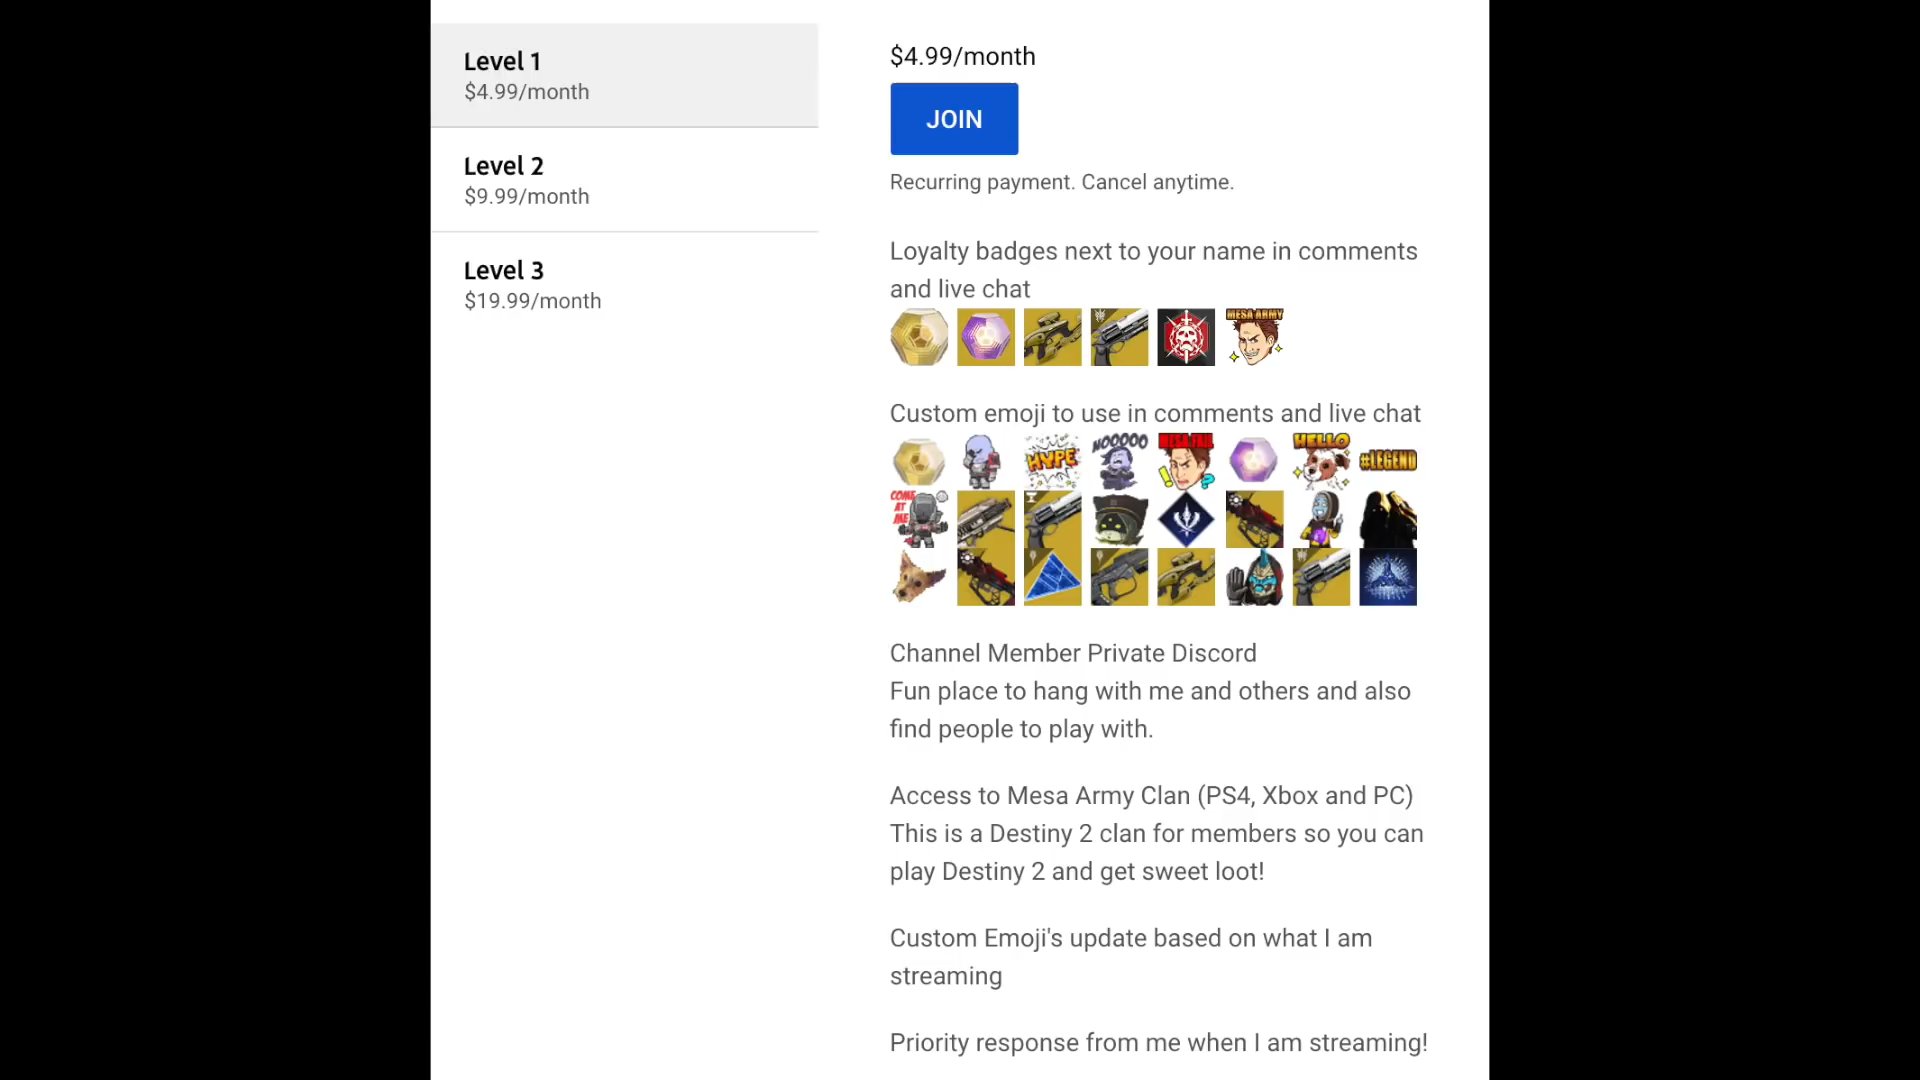 Level 1
$4.99/month
Level 2
$9.99/month
Level 3
$19.99/month
$4.99/month
JOIN
Recurring payment. Cancel anytime.
Loyalty badges next to your name in comments
and live chat
MESA ARMY
Custom emoji to use in comments and live chat
HYPE
NOOOOO
MESA FAIL
HELLO
#LEGEND
COME
AT
ME
Channel Member Private Discord
Fun place to hang with me and others and also
find people to play with.
Access to Mesa Army Clan (PS4, Xbox and PC)
This is a Destiny 2 clan for members so you can
play Destiny 2 and get sweet loot!
Custom Emoji's update based on what I am
streaming
Priority response from me when I am streaming!